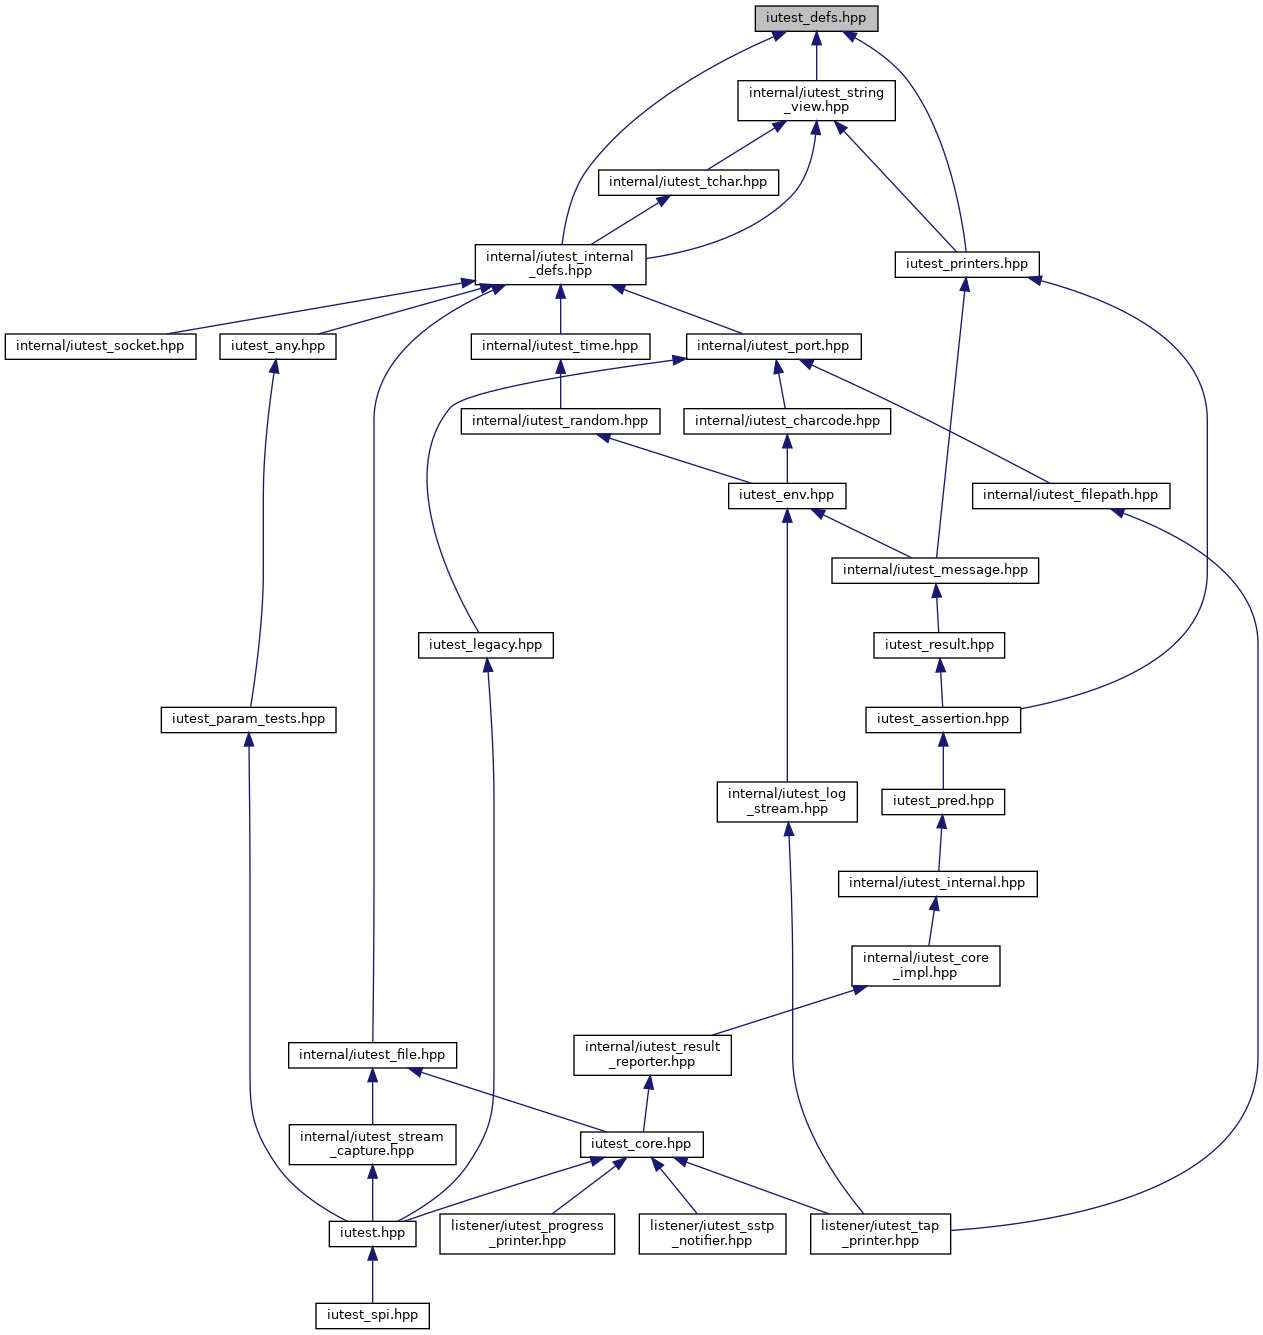 iutest_defs.hpp
internal/iutest_string
_view.hpp
internal/iutest_tchar.hpp
internal/iutest_internal
_defs.hpp
iutest_printers.hpp
internal/iutest_socket.hpp
iutest_any.hpp
internal/iutest_time.hpp
internal/iutest_port.hpp
internal/iutest_random.hpp
internal/iutest_charcode.hpp
iutest_env.hpp
internal/iutest_filepath.hpp
internal/iutest_message.hpp
iutest_legacy.hpp
iutest_result.hpp
iutest_param_tests.hpp
iutest_assertion.hpp
internal/iutest_log
_stream.hpp
iutest_pred.hpp
internal/iutest_internal.hpp
internal/iutest_core
_impl.hpp
internal/iutest_file.hpp
internal/iutest_result
_reporter.hpp
internal/iutest_stream
_capture.hpp
iutest_core.hpp
iutest.hpp
listener/iutest_progress
_printer.hpp
listener/iutest_sstp
_notifier.hpp
listener/iutest_tap
_printer.hpp
iutest_spi.hpp